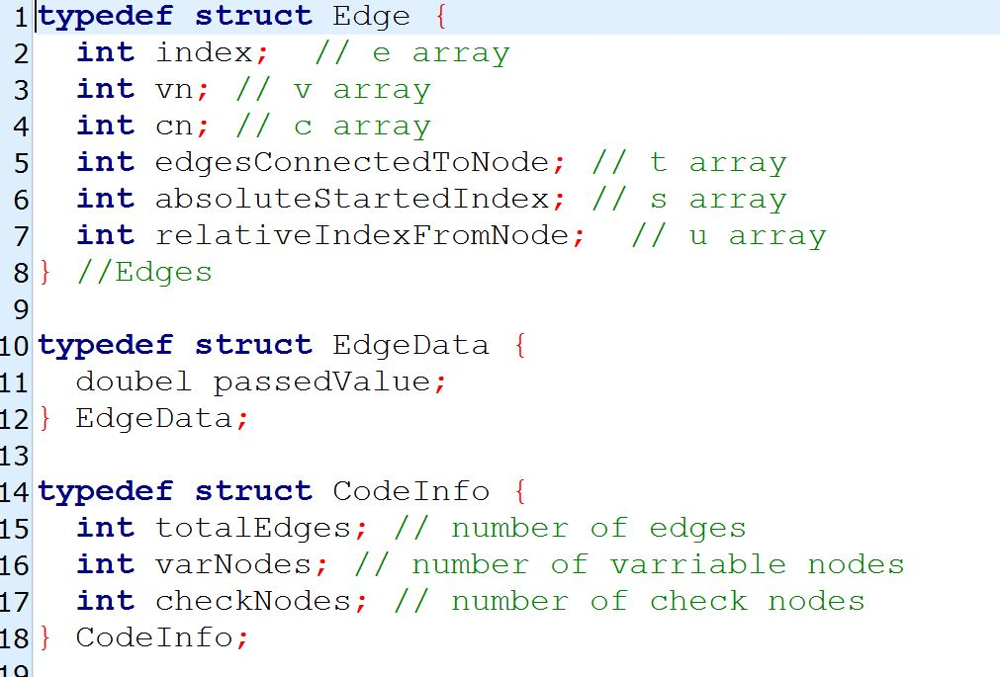 1 typedef struct Edge {
2 int index; // e array
3 int vn; // v array
4 int cn; // c array
5 int edgesConnectedToNode; // t array
6 int absoluteStartedIndex; // s array
7 int relativeIndexFromNode; // u array
8 } //Edges
9
10 typedef struct EdgeData {
11 doubel passedValue;
12 } EdgeData;
13
14 typedef struct CodeInfo {
15 int totalEdges; // number of edges
16 int varNodes; // number of varriable nodes
17 int checkNodes; // number of check nodes
18 } CodeInfo;
19